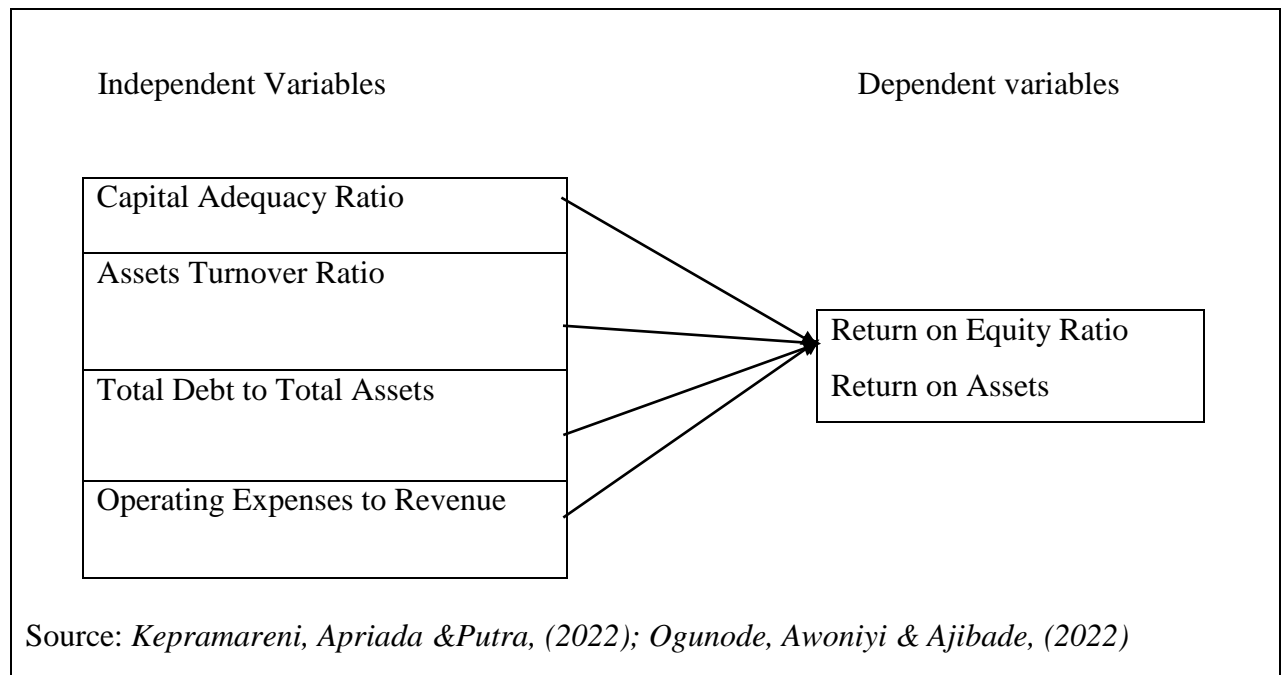 Independent Variables
Dependent variables
Capital Adequacy Ratio
Assets Turnover Ratio
Total Debt to Total Assets
Operating Expenses to Revenue
Return on Equity Ratio
Return on Assets
Source: Kepramareni, Apriada &Putra, (2022); Ogunode, Awoniyi & Ajibade, (2022)